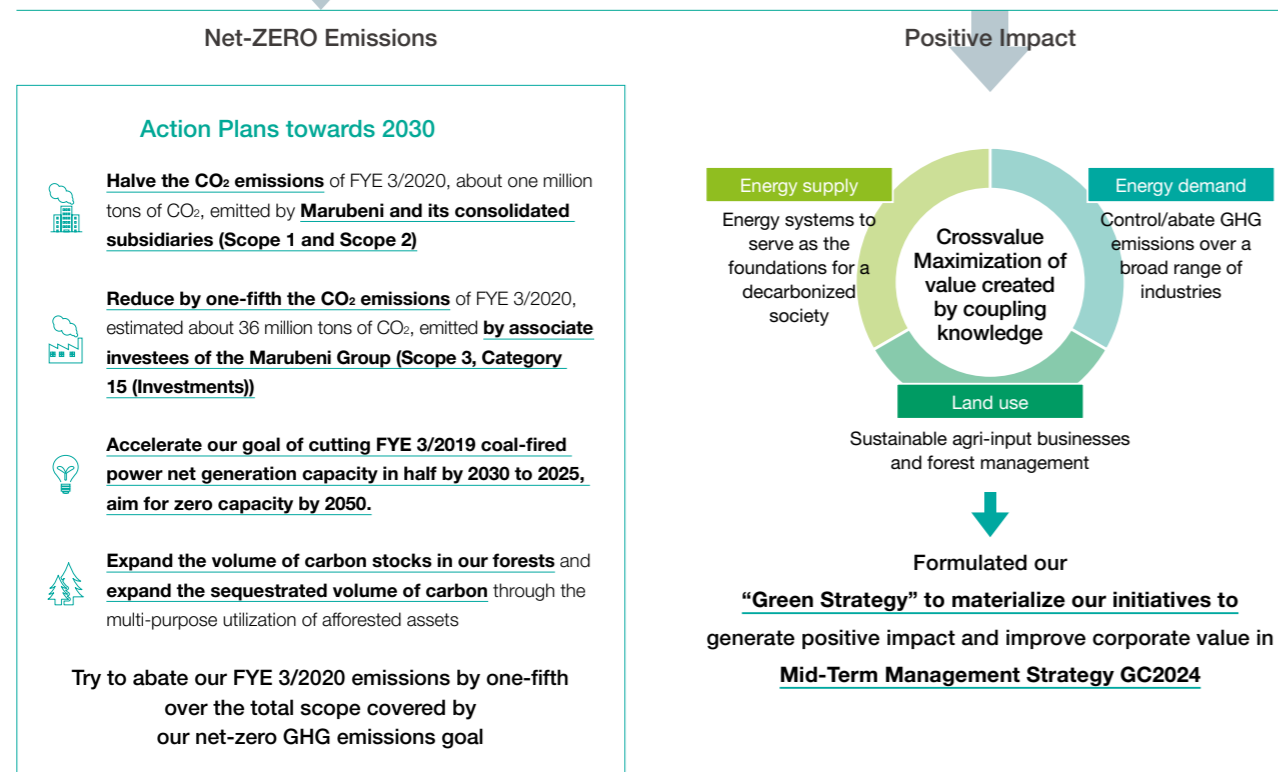 Net-ZERO Emissions
Action Plans towards 2030
Halve the CO₂ emissions of FYE 3/2020, about one million
tons of CO₂, emitted by Marubeni and its consolidated
subsidiaries (Scope 1 and Scope 2)
Reduce by one-fifth the CO₂ emissions of FYE 3/2020,
estimated about 36 million tons of CO₂, emitted by associate
investees of the Marubeni Group (Scope 3, Category
15 (Investments))
Accelerate our goal of cutting FYE 3/2019 coal-fired
power net generation capacity in half by 2030 to 2025,
aim for zero capacity by 2050.
Expand the volume of carbon stocks in our forests and
expand the sequestrated volume of carbon through the
multi-purpose utilization of afforested assets
Try to abate our FYE 3/2020 emissions by one-fifth
over the total scope covered by
our net-zero GHG emissions goal
Positive Impact
Energy supply
Energy systems to
serve as the
foundations for a
decarbonized
society
Crossvalue
Maximization of
value created
by coupling
knowledge
Energy demand
Control/abate GHG
emissions over a
broad range of
industries
Land use
Sustainable agri-input businesses
and forest management
Formulated our
“Green Strategy” to materialize our initiatives to
generate positive impact and improve corporate value in
Mid-Term Management Strategy GC2024